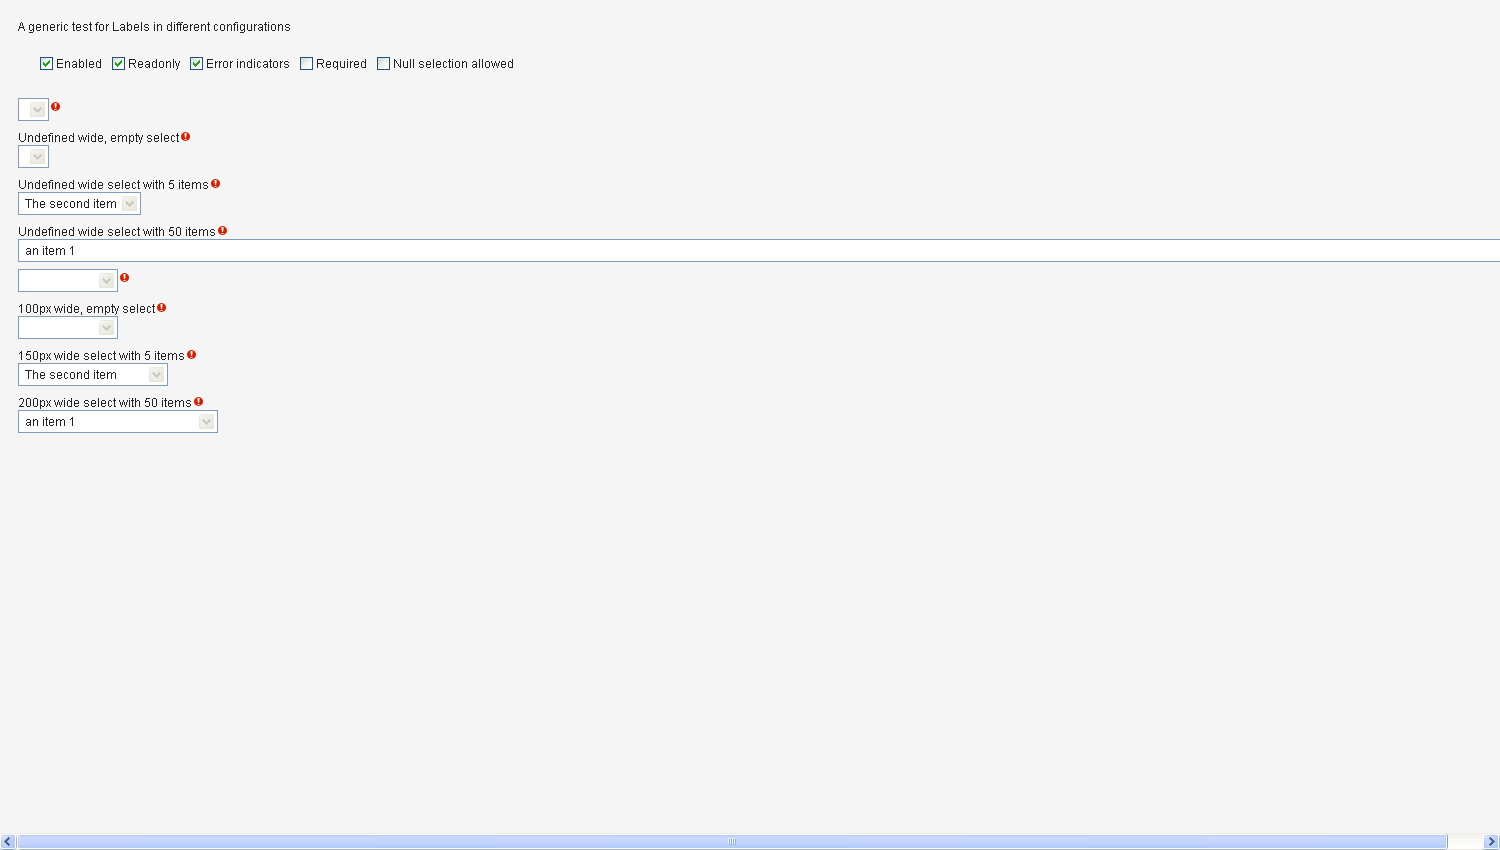 A generic test for Labels in different configurations
Enabled Readonly Error indicators Required Null selection allowed
Undefined wide, empty select
Undefined wide select with 5 items
The second item
Undefined wide select with 50 items
an item 1
100px wide, empty select
150px wide select with 5 items
The second item
200px wide select with 50 items
an item 1